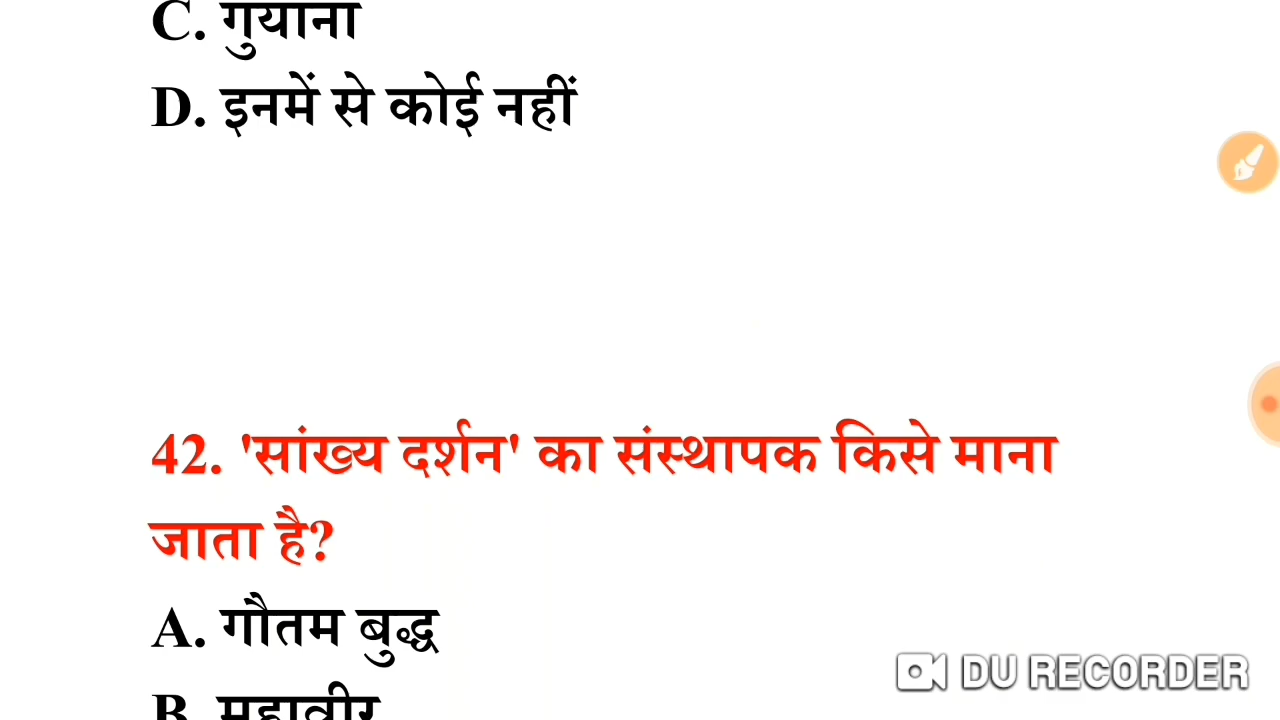 C. गुयाना
D. इनमें से कोई नहीं
42. 'सांख्य दर्शन' का संस्थापक किसे माना
जाता है?
A. गौतम बुद्ध
B. महावीर
DU RECORDER